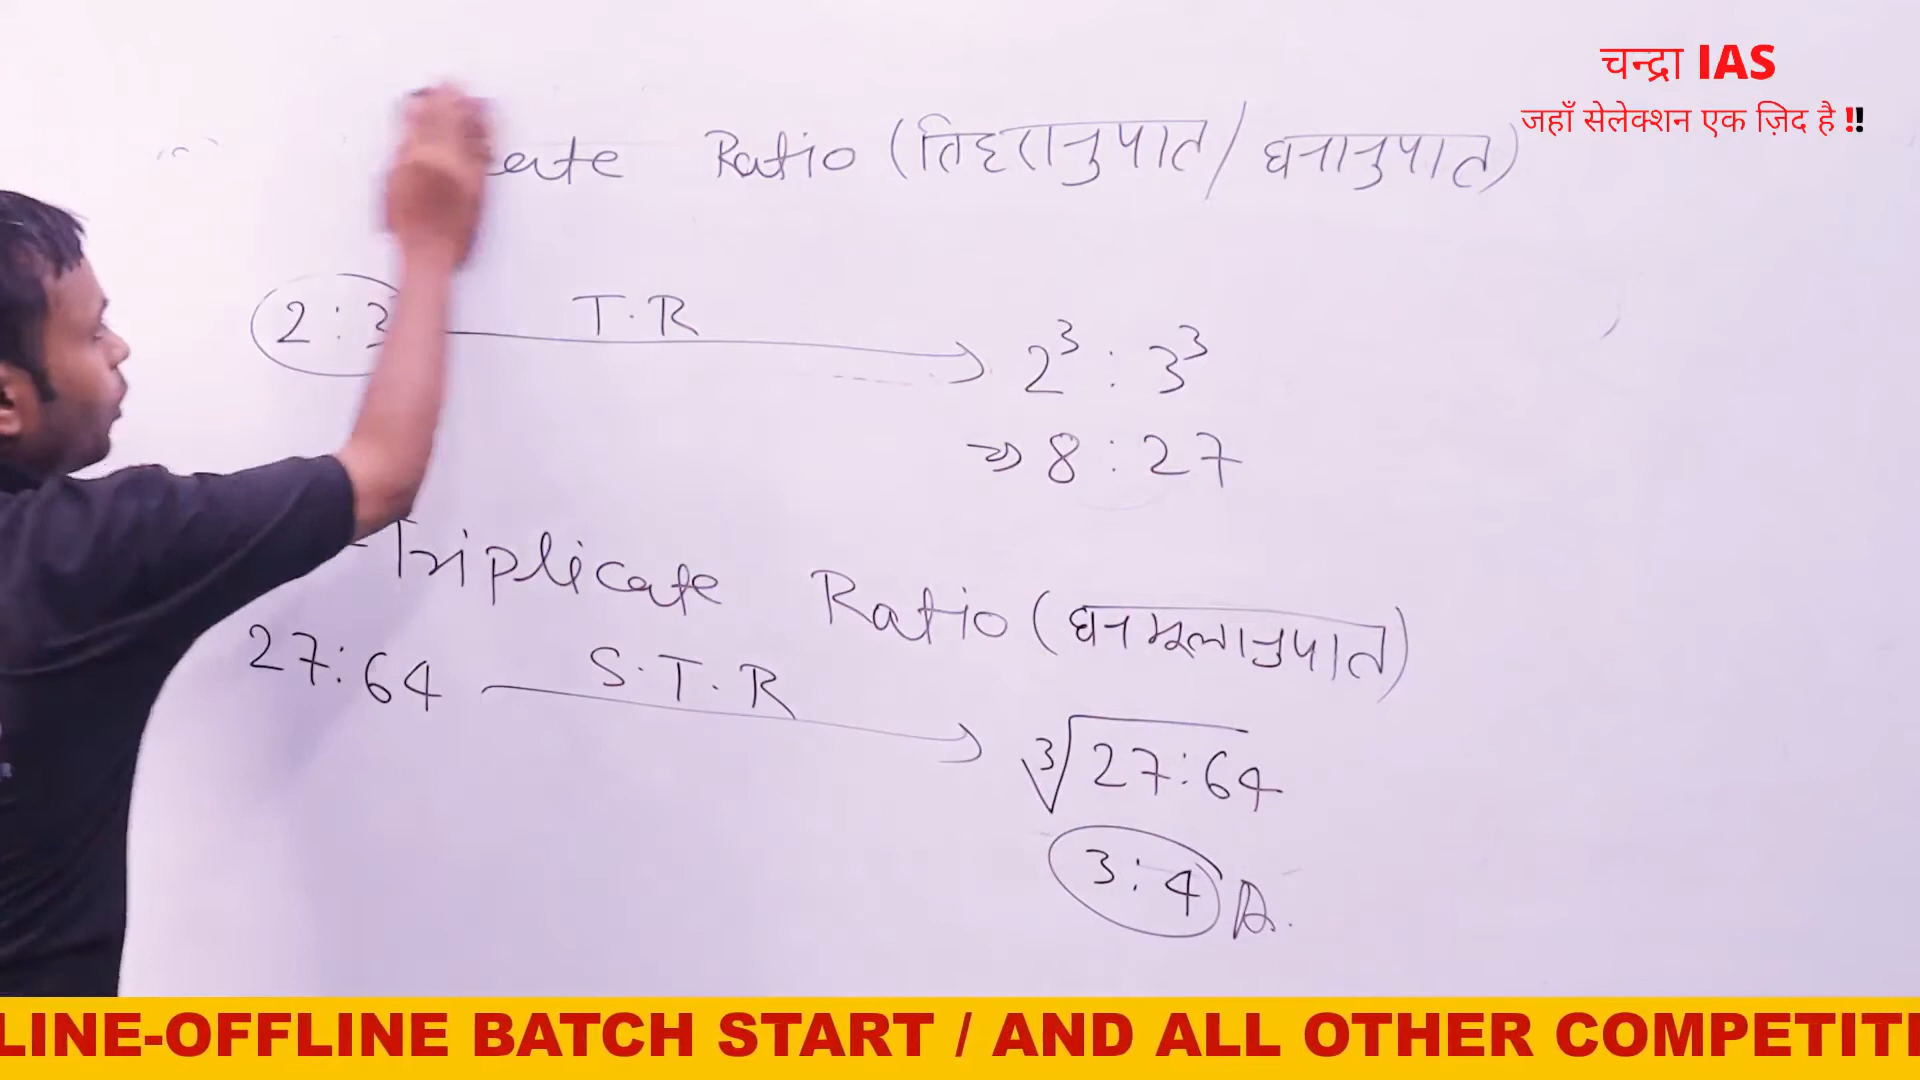 चन्द्रा IAS
जहाँ सेलेक्शन एक ज़िद है !!
cate Ratio (तिहरानुपात / घनानुपात)
2 : 3 T.R 2³ : 3³
⇒ 8 : 27
-Triplicate Ratio (घनमूलानुपात)
27:64 S.T.R ∛27:64
3:4
LINE-OFFLINE BATCH START / AND ALL OTHER COMPETITI